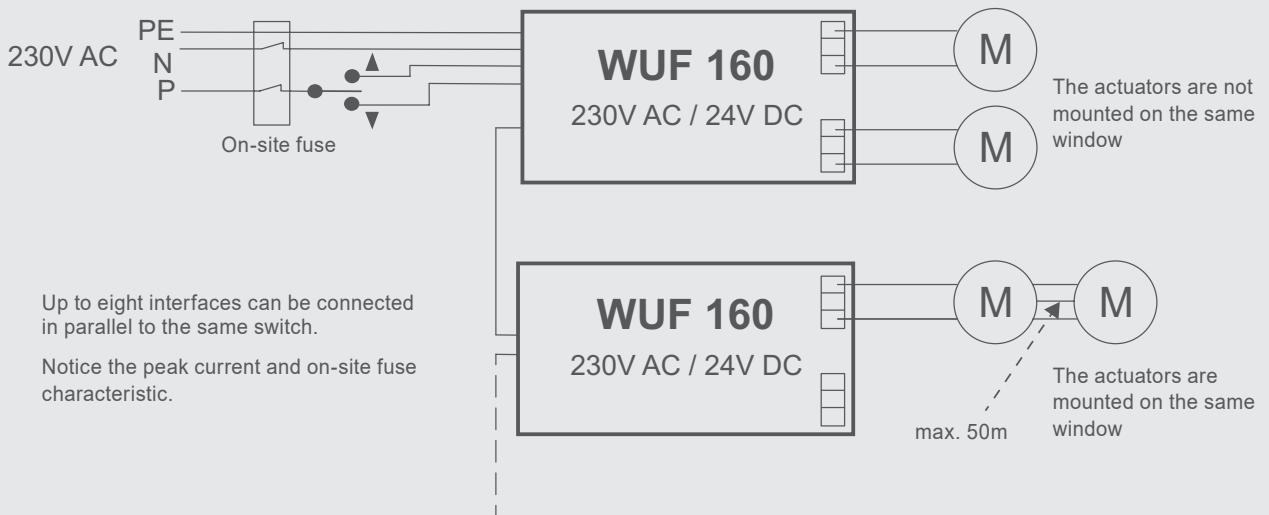 PE
230V AC
N
P
On-site fuse
WUF 160
230V AC / 24V DC
M
M
The actuators are not
mounted on the same
window
Up to eight interfaces can be connected
in parallel to the same switch.
Notice the peak current and on-site fuse
characteristic.
WUF 160
230V AC / 24V DC
M
M
max. 50m
The actuators are
mounted on the same
window